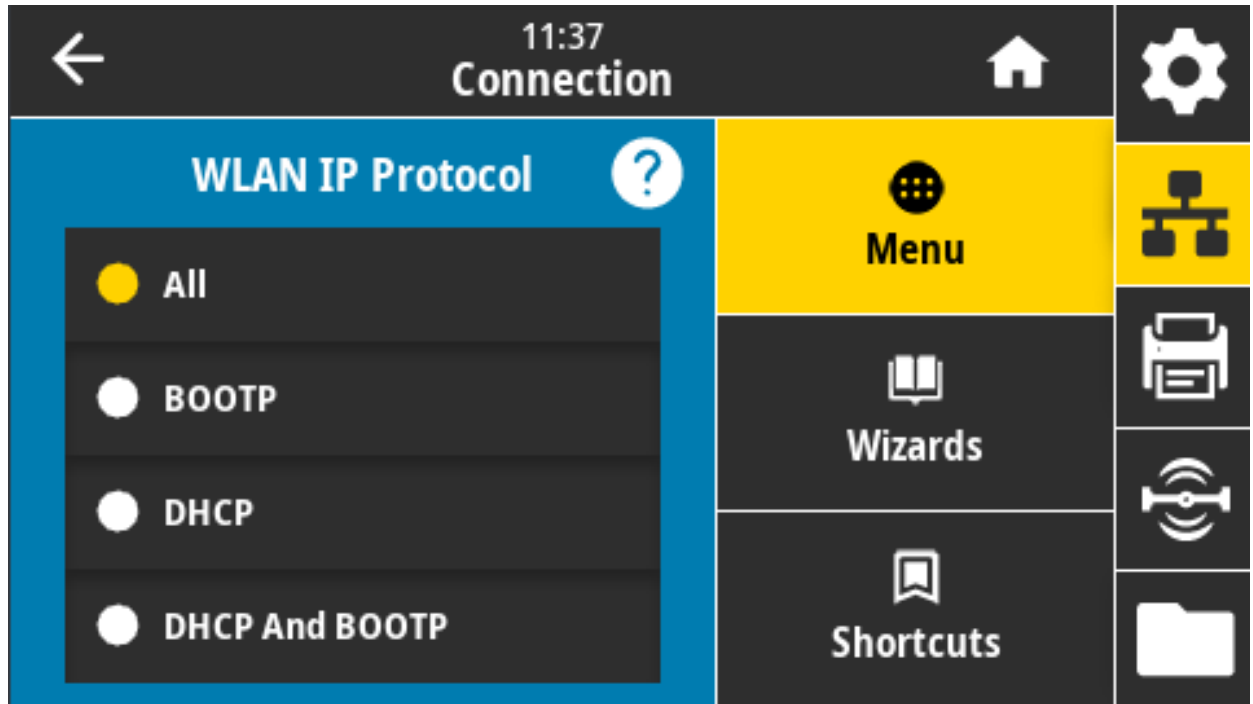 11:37
Connection
WLAN IP Protocol
?
All
BOOTP
DHCP
DHCP And BOOTP
Menu
Wizards
Shortcuts